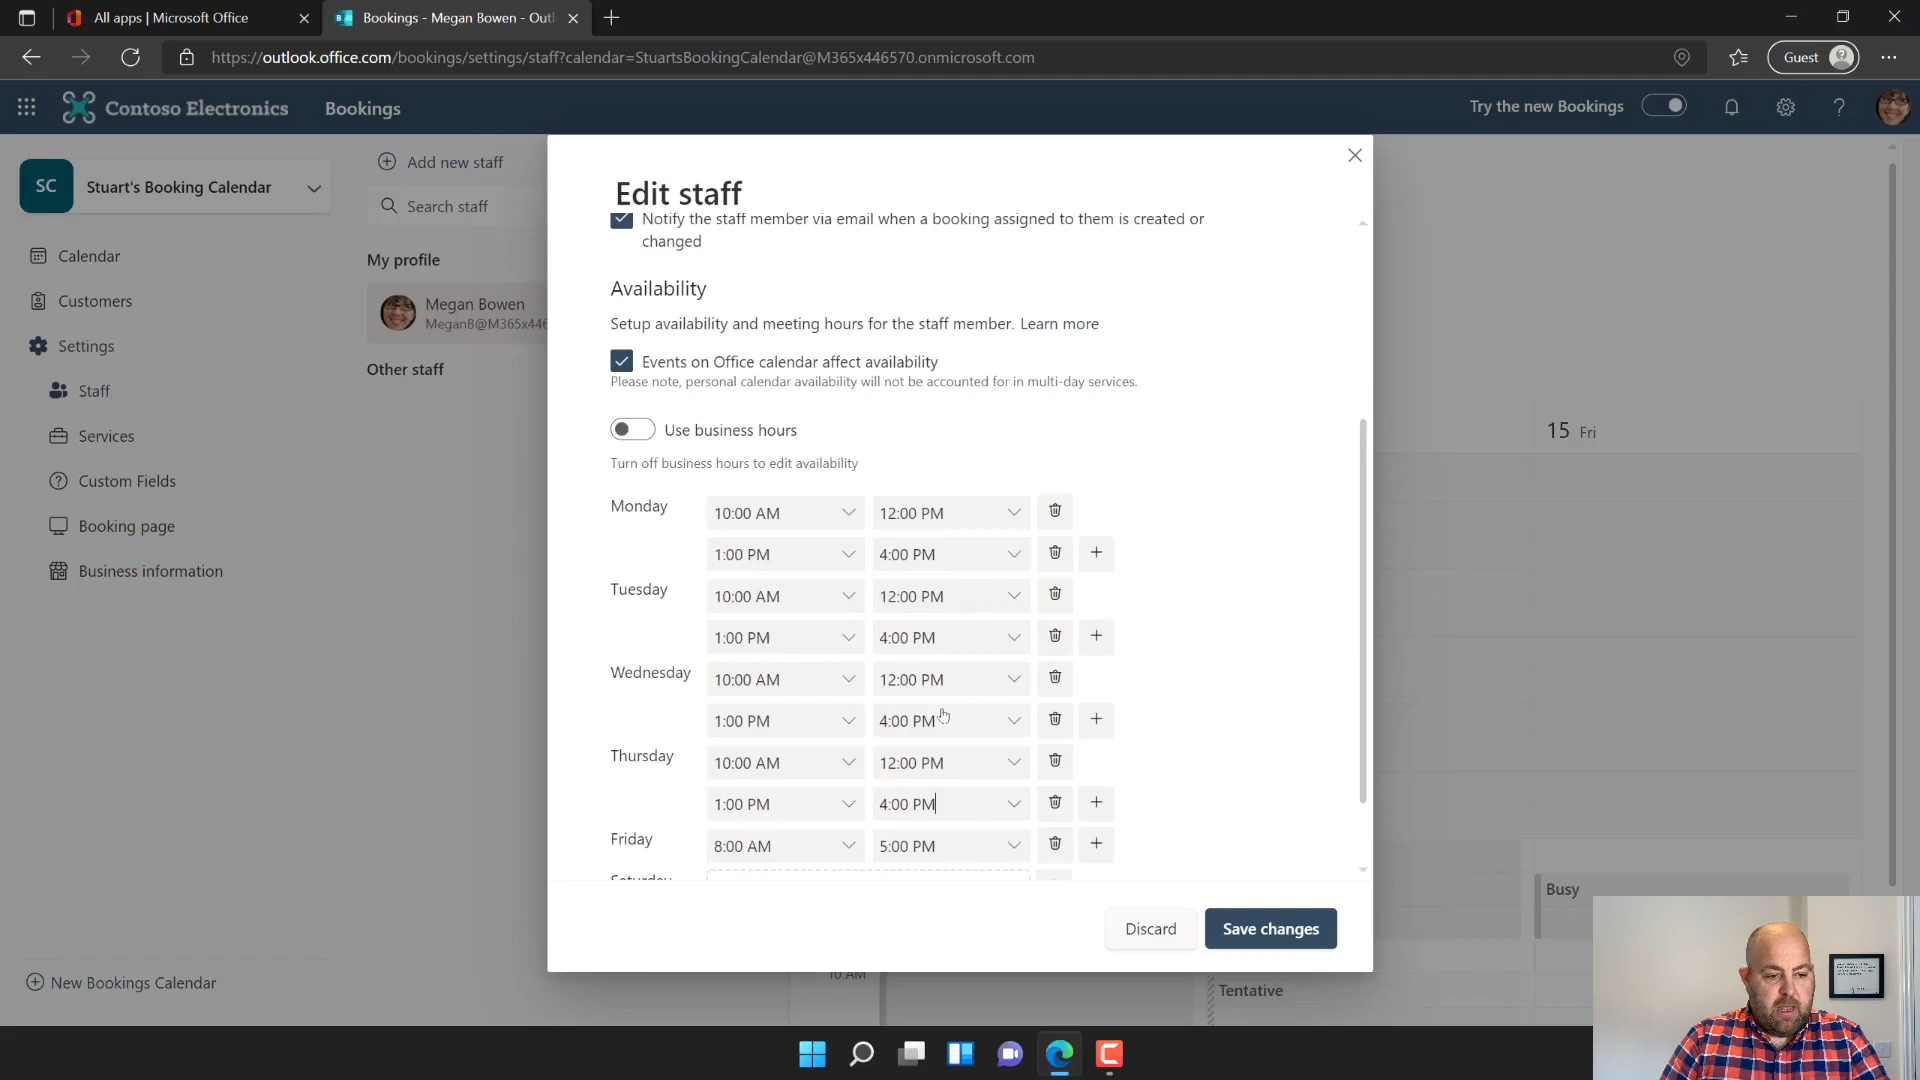 All apps | Microsoft Office
Bookings - Megan Bowen - Outl
https://outlook.office.com/bookings/settings/staff?calendar=StuartsBookingCalendar@M365x446570.onmicrosoft.com
Guest
Contoso Electronics
Bookings
Try the new Bookings
SC
Stuart's Booking Calendar
Calendar
Customers
Settings
Staff
Services
Custom Fields
Booking page
Business information
New Bookings Calendar
Add new staff
Search staff
My profile
Megan Bowen
MeganB@M365x446
Other staff
Edit staff
Notify the staff member via email when a booking assigned to them is created or
changed
Availability
Setup availability and meeting hours for the staff member. Learn more
Events on Office calendar affect availability
Please note, personal calendar availability will not be accounted for in multi-day services.
Use business hours
Turn off business hours to edit availability
Monday 10:00 AM 12:00 PM
1:00 PM 4:00 PM
Tuesday 10:00 AM 12:00 PM
1:00 PM 4:00 PM
Wednesday 10:00 AM 12:00 PM
1:00 PM 4:00 PM
Thursday 10:00 AM 12:00 PM
1:00 PM 4:00 PM
Friday 8:00 AM 5:00 PM
Saturday
Discard
Save changes
15 Fri
Busy
10 AM
Tentative